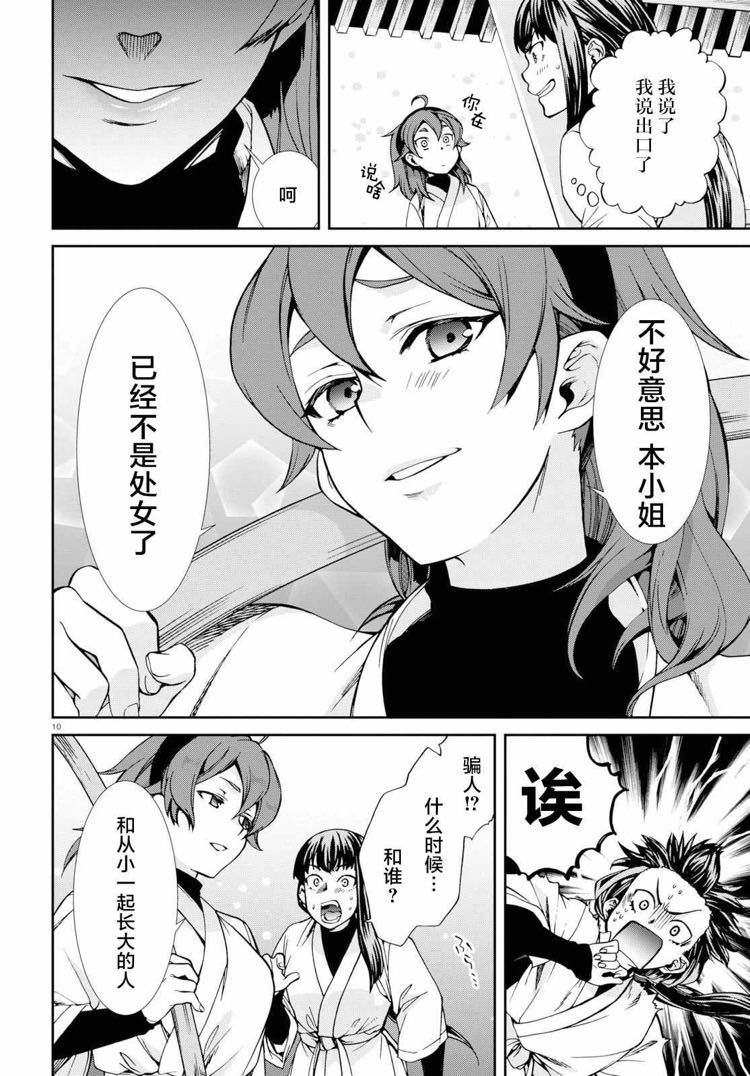 我说了
我说出口了
你在
说啥
呵
不好意思 本小姐
已经不是处女了
10
诶
骗人!?
什么时候…
和谁?
ふら~
和从小一起长大的人